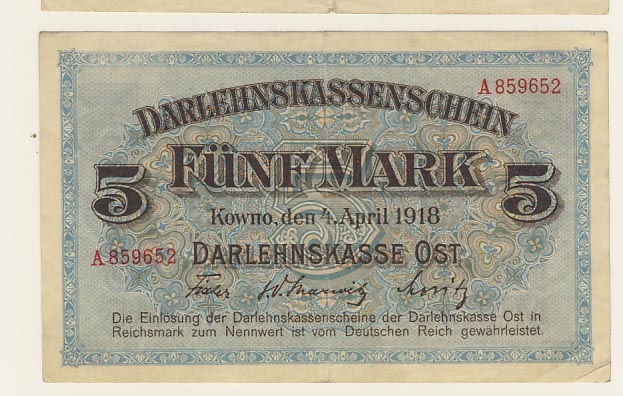 A 859652
DARLEHNSKASSENSCHEIN
5 FÜNF MARK 5
Kowno, den 4. April 1918
A 859652 DARLEHNSKASSE OST
Die Einlosung der Darlehnskassenscheine der Darlehnskasse Ost in
Reichsmark zum Nennwert ist vom Deutschen Reich gewährleistet.